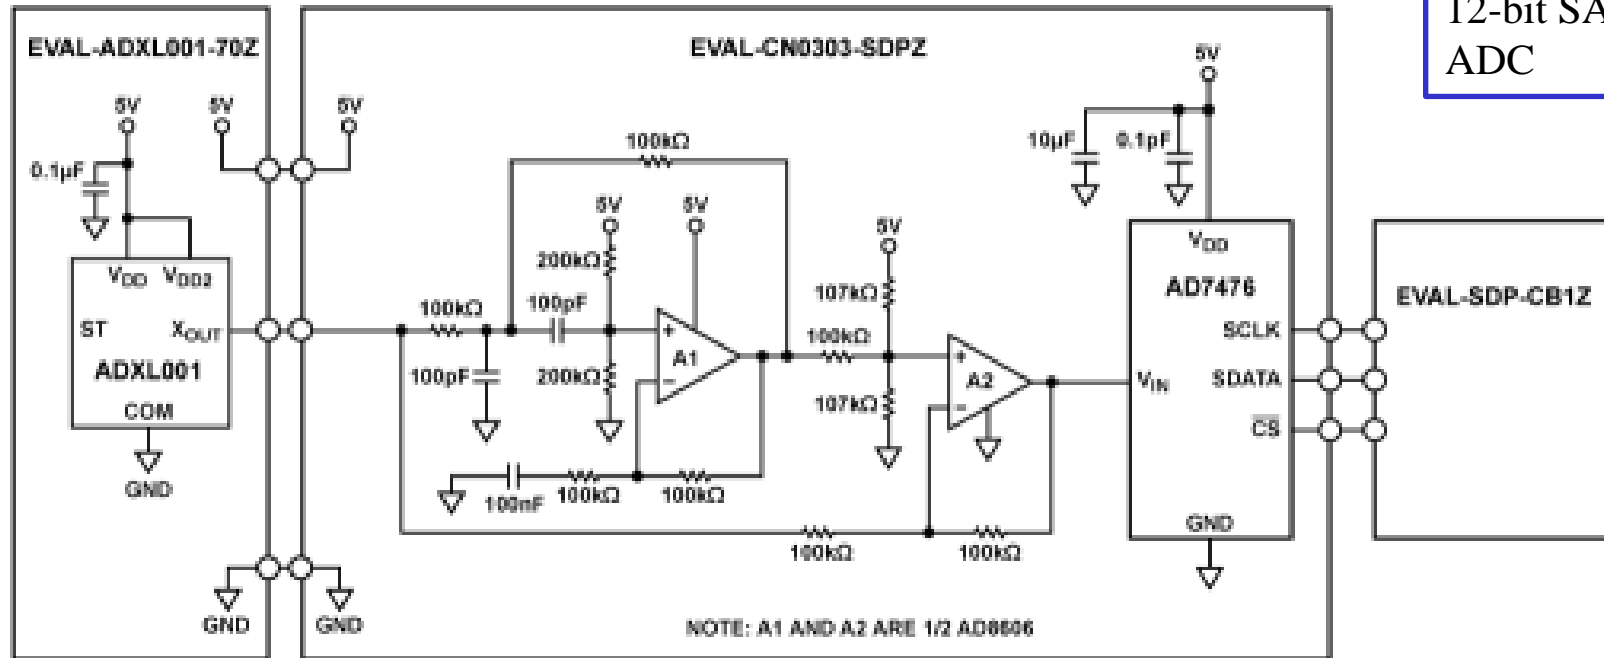 12-bit SA
ADC
EVAL-ADXL001-70Z
EVAL-CN0303-SDPZ
5V
5V
5V
5V
0.1µF
100kΩ
10µF
0.1pF
5V
5V
5V
VDD VDD2
200kΩ
VDD
AD7476
107kΩ
EVAL-SDP-CB1Z
100kΩ
100pF
ST
XOUT
+
A1
−
100kΩ
SCLK
ADXL001
100pF
200kΩ
+
A2
−
VIN
SDATA
COM
107kΩ
CS
GND
100nF
100kΩ
100kΩ
GND
100kΩ
100kΩ
GND
GND
NOTE: A1 AND A2 ARE 1/2 AD8606